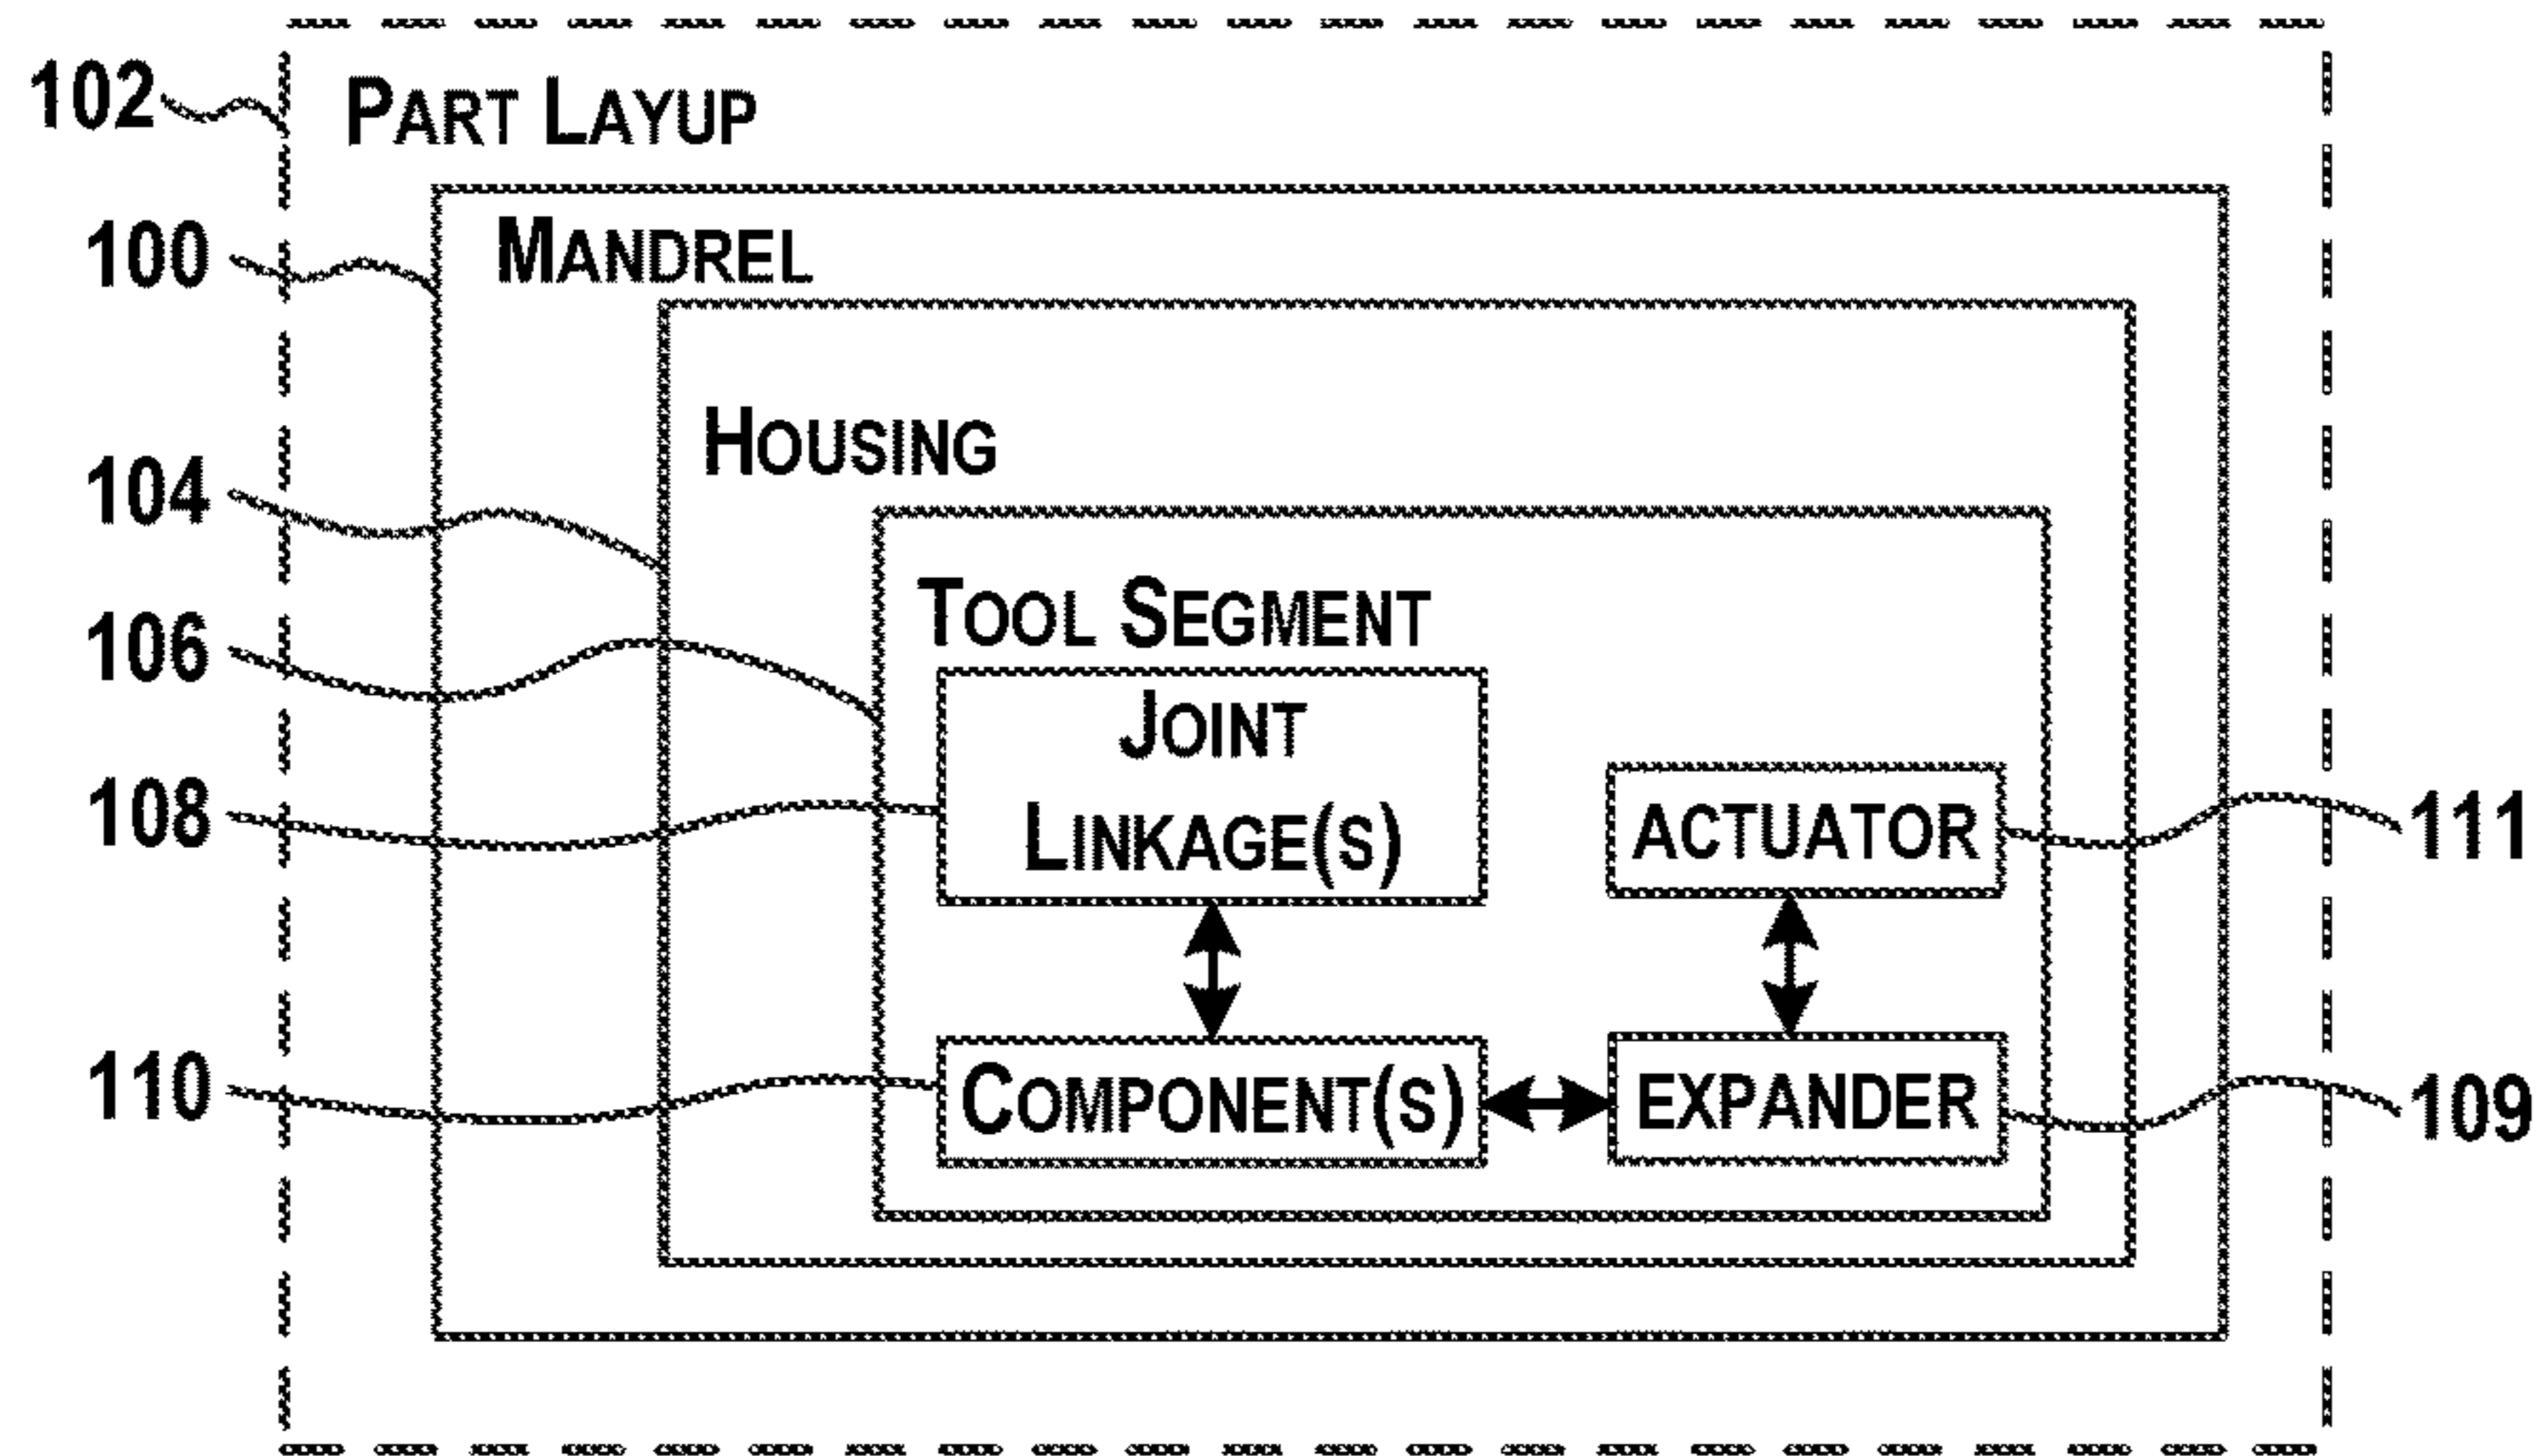 102
PART LAYUP
100
MANDREL
104
HOUSING
106
TOOL SEGMENT
108
JOINT
LINKAGE(S)
ACTUATOR
111
110
COMPONENT(S)
EXPANDER
109